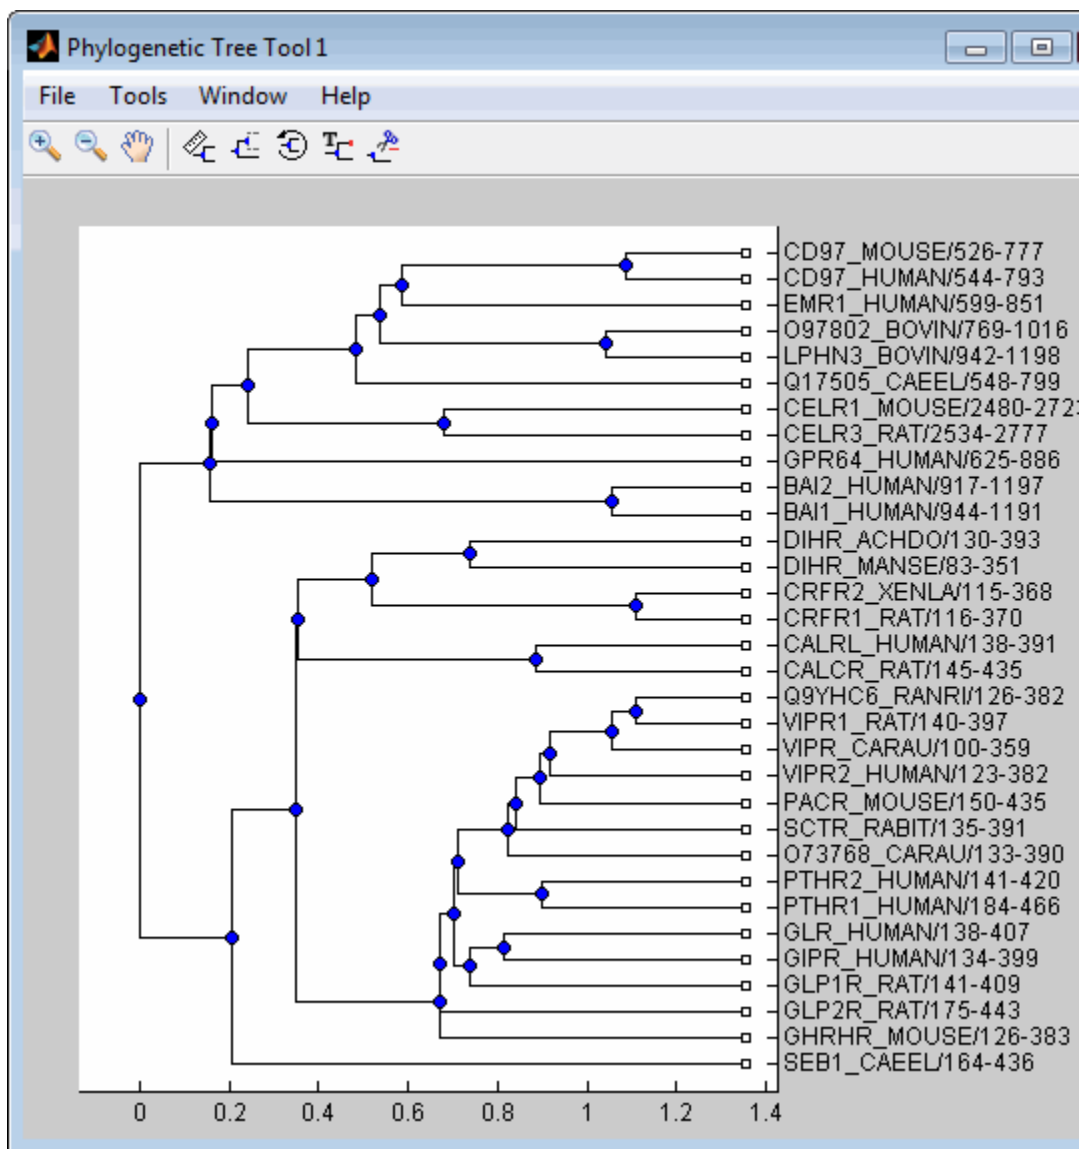 Phylogenetic Tree Tool 1
File Tools Window Help
CD97_MOUSE/526-777
CD97_HUMAN/544-793
EMR1_HUMAN/599-851
O97802_BOVIN/769-1016
LPHN3_BOVIN/942-1198
Q17505_CAEEL/548-799
CELR1_MOUSE/2480-272
CELR3_RAT/2534-2777
GPR64_HUMAN/625-886
BAI2_HUMAN/917-1197
BAI1_HUMAN/944-1191
DIHR_ACHDO/130-393
DIHR_MANSE/83-351
CRFR2_XENLA/115-368
CRFR1_RAT/116-370
CALRL_HUMAN/138-391
CALCR_RAT/145-435
Q9YHC6_RANRI/126-382
VIPR1_RAT/140-397
VIPR_CARAU/100-359
VIPR2_HUMAN/123-382
PACR_MOUSE/150-435
SCTR_RABIT/135-391
O73768_CARAU/133-390
PTHR2_HUMAN/141-420
PTHR1_HUMAN/184-466
GLR_HUMAN/138-407
GIPR_HUMAN/134-399
GLP1R_RAT/141-409
GLP2R_RAT/175-443
GHRHR_MOUSE/126-383
SEB1_CAEEL/164-436
0 0.2 0.4 0.6 0.8 1 1.2 1.4